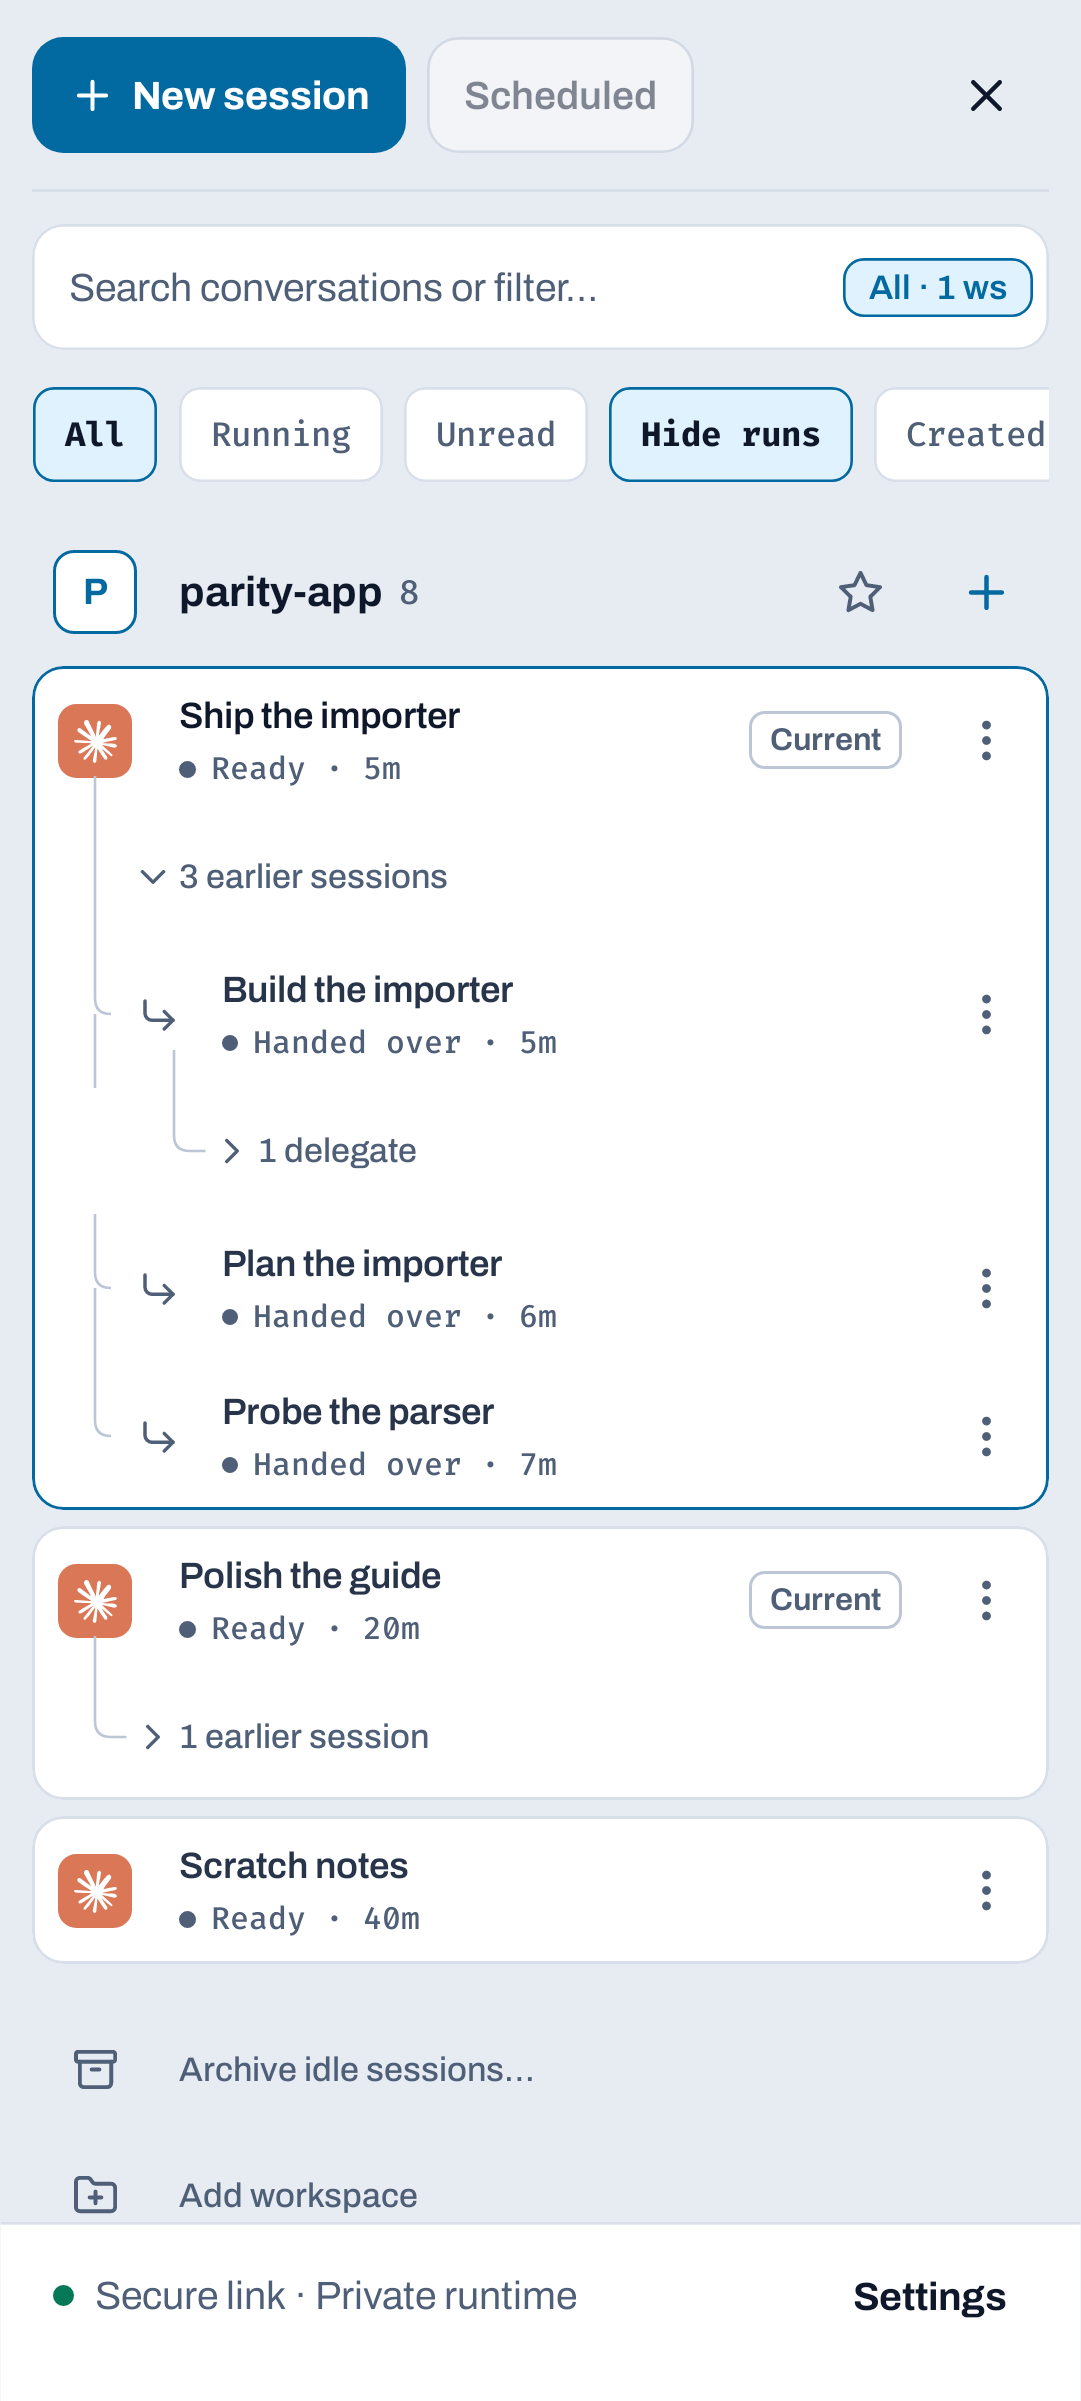 New session
Scheduled
Search conversations or filter...
All · 1 ws
All
Running
Unread
Hide runs
Created
P
parity-app 8
Ship the importer
Current
Ready · 5m
3 earlier sessions
Build the importer
Handed over · 5m
1 delegate
Plan the importer
Handed over · 6m
Probe the parser
Handed over · 7m
Polish the guide
Current
Ready · 20m
1 earlier session
Scratch notes
Ready · 40m
Archive idle sessions...
Add workspace
Secure link · Private runtime
Settings